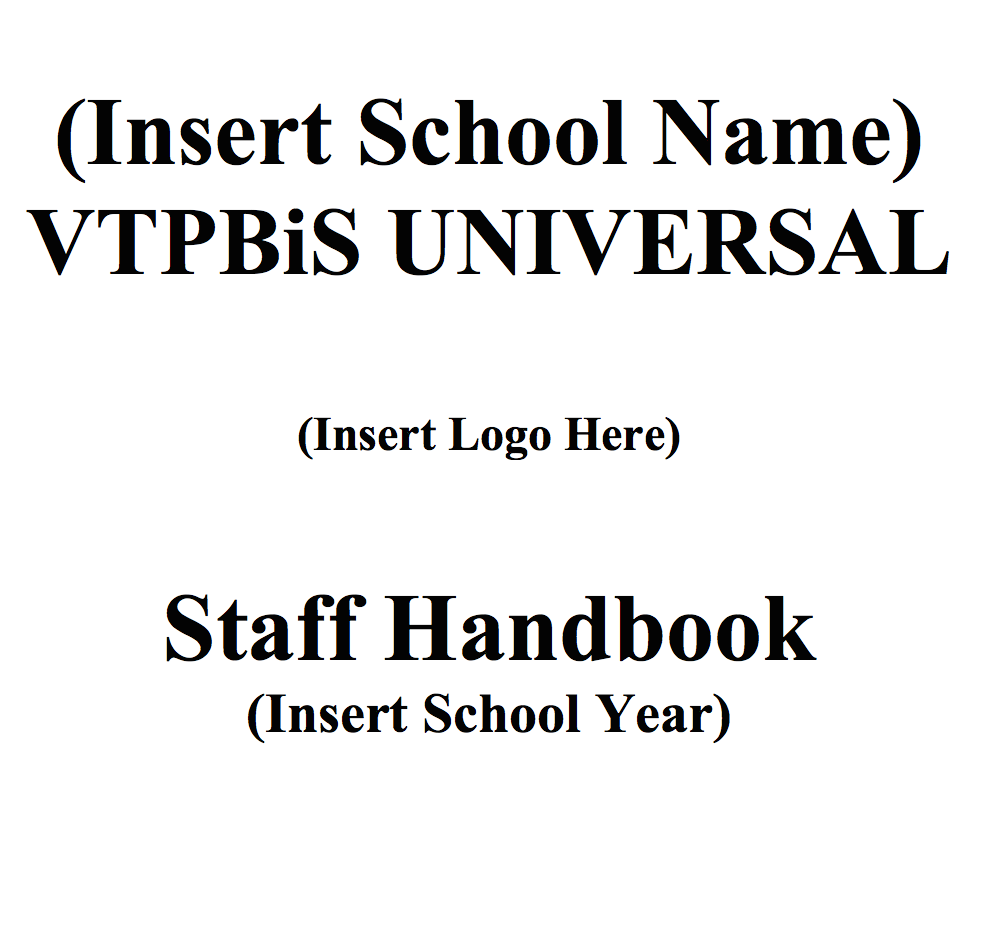 (Insert School Name)
VTPBiS UNIVERSAL
(Insert Logo Here)
Staff Handbook
(Insert School Year)